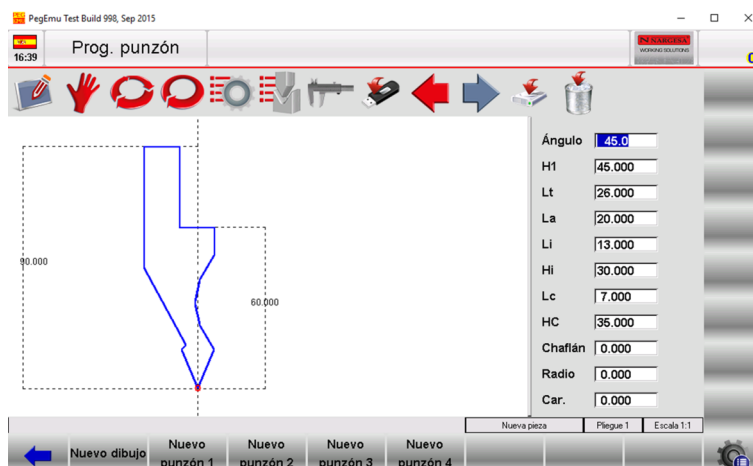 PegEmu Test Build 998, Sep 2015
16:39
Prog. punzón
NARGESA
WORKING SOLUTIONS
Ángulo 45.0
H1 45.000
Lt 26.000
La 20.000
Li 13.000
Hi 30.000
Lc 7.000
HC 35.000
Chaflán 0.000
Radio 0.000
Car. 0.000
90.000
60.000
Nueva pieza
Pliegue 1
Escala 1:1
Nuevo dibujo
Nuevo
punzón 1
Nuevo
punzón 2
Nuevo
punzón 3
Nuevo
punzón 4